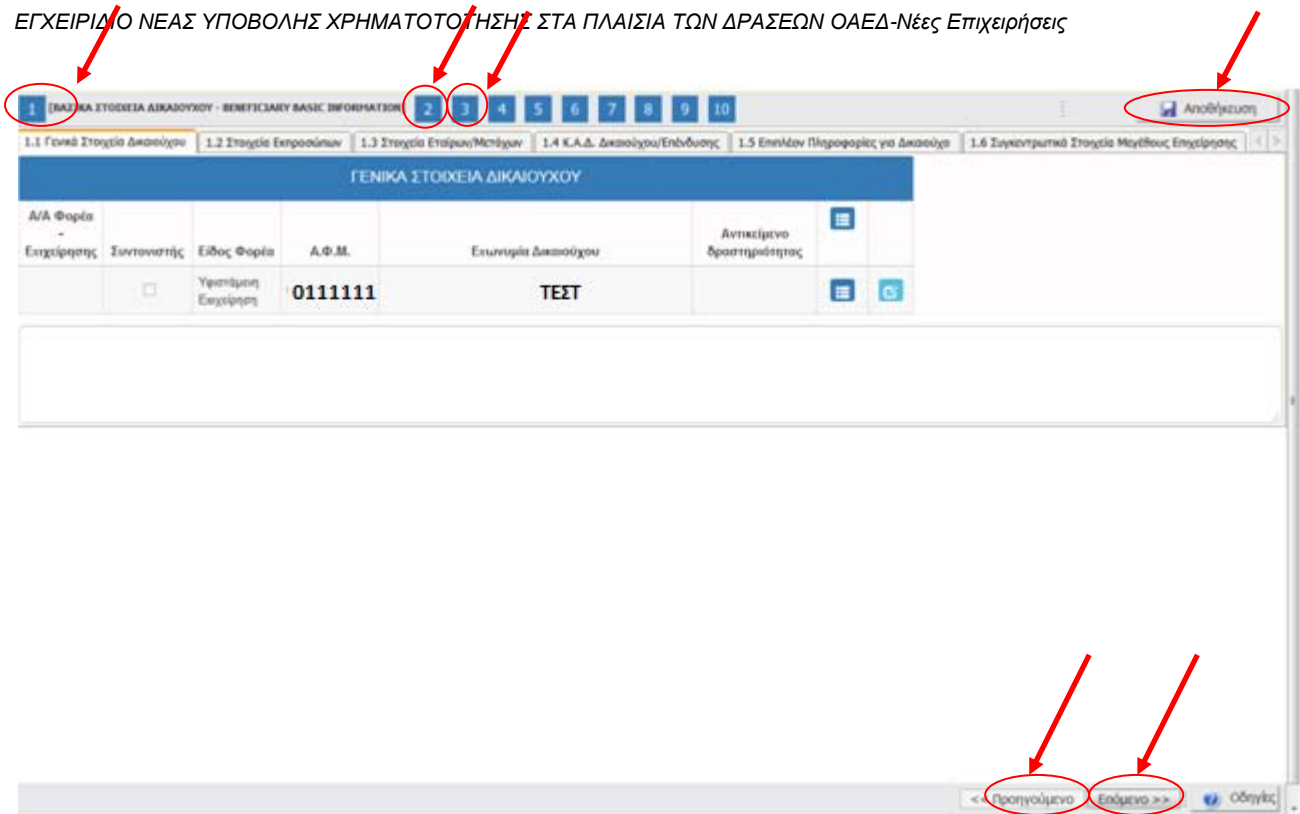 ΕΓΧΕΙΡΙΔΙΟ ΝΕΑΣ ΥΠΟΒΟΛΗΣ ΧΡΗΜΑΤΟΤΟΤΗΣΗΣ ΣΤΑ ΠΛΑΙΣΙΑ ΤΩΝ ΔΡΑΣΕΩΝ ΟΑΕΔ-Νέες Επιχειρήσεις
1 [ΒΑΣΙΚΑ ΣΤΟΙΧΕΙΑ ΔΙΚΑΙΟΥΧΟΥ - BENEFICIARY BASIC INFORMATION] 2 3 4 5 6 7 8 9 10 Αποθήκευση
1.1 Γενικά Στοιχεία Δικαιούχου 1.2 Στοιχεία Εκπροσώπων 1.3 Στοιχεία Εταίρων/Μετόχων 1.4 Κ.Α.Δ. Δικαιούχου/Επένδυσης 1.5 Επιπλέον Πληροφορίες για Δικαιούχο 1.6 Συγκεντρωτικά Στοιχεία Μεγέθους Επιχείρησης < >
ΓΕΝΙΚΑ ΣΤΟΙΧΕΙΑ ΔΙΚΑΙΟΥΧΟΥ
Α/Α Φορέα
-
Επιχείρησης Συντονιστής Είδος Φορέα Α.Φ.Μ. Επωνυμία Δικαιούχου Αντικείμενο
δραστηριότητας
Υφιστάμενη
Επιχείρηση 0111111 ΤΕΣΤ
<< Προηγούμενο Επόμενο >> Οδηγίες